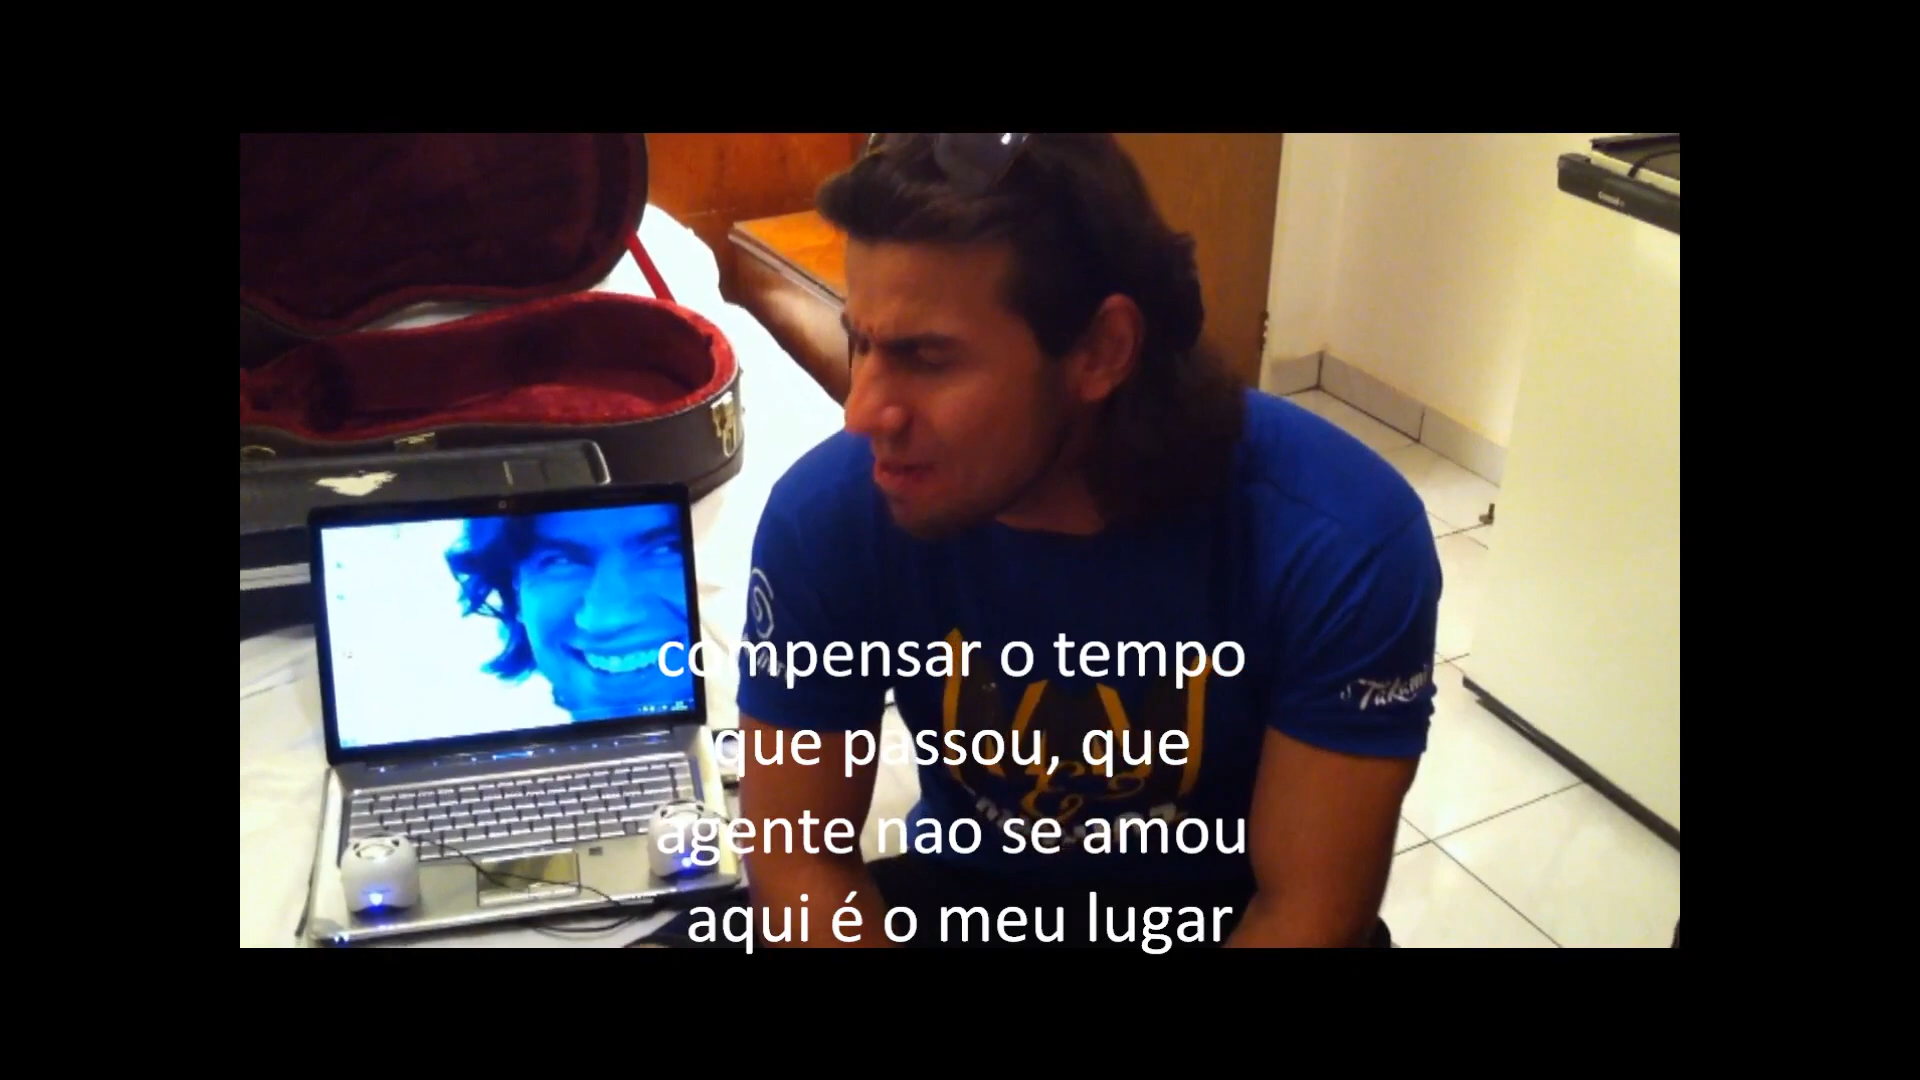 compensar o tempo
que passou, que
agente nao se amou
aqui é o meu lugar